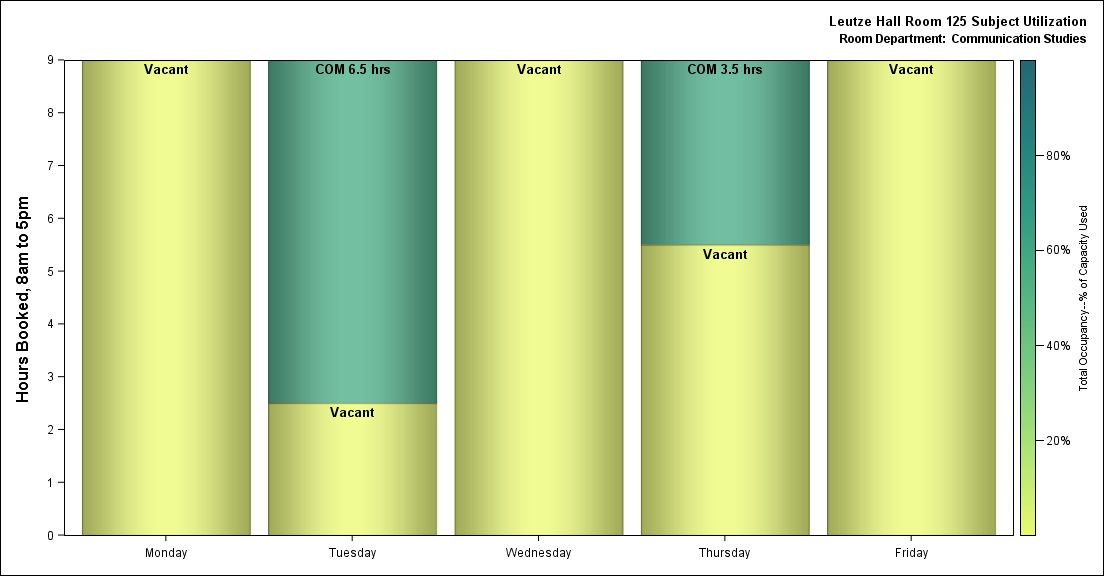 Leutze Hall Room 125 Subject Utilization
Room Department: Communication Studies
Hours Booked, 8am to 5pm
9
8
7
6
5
4
3
2
1
0
Vacant
COM 6.5 hrs
Vacant
COM 3.5 hrs
Vacant
Vacant
Vacant
Monday
Tuesday
Wednesday
Thursday
Friday
80%
60%
40%
20%
Total Occupancy--% of Capacity Used